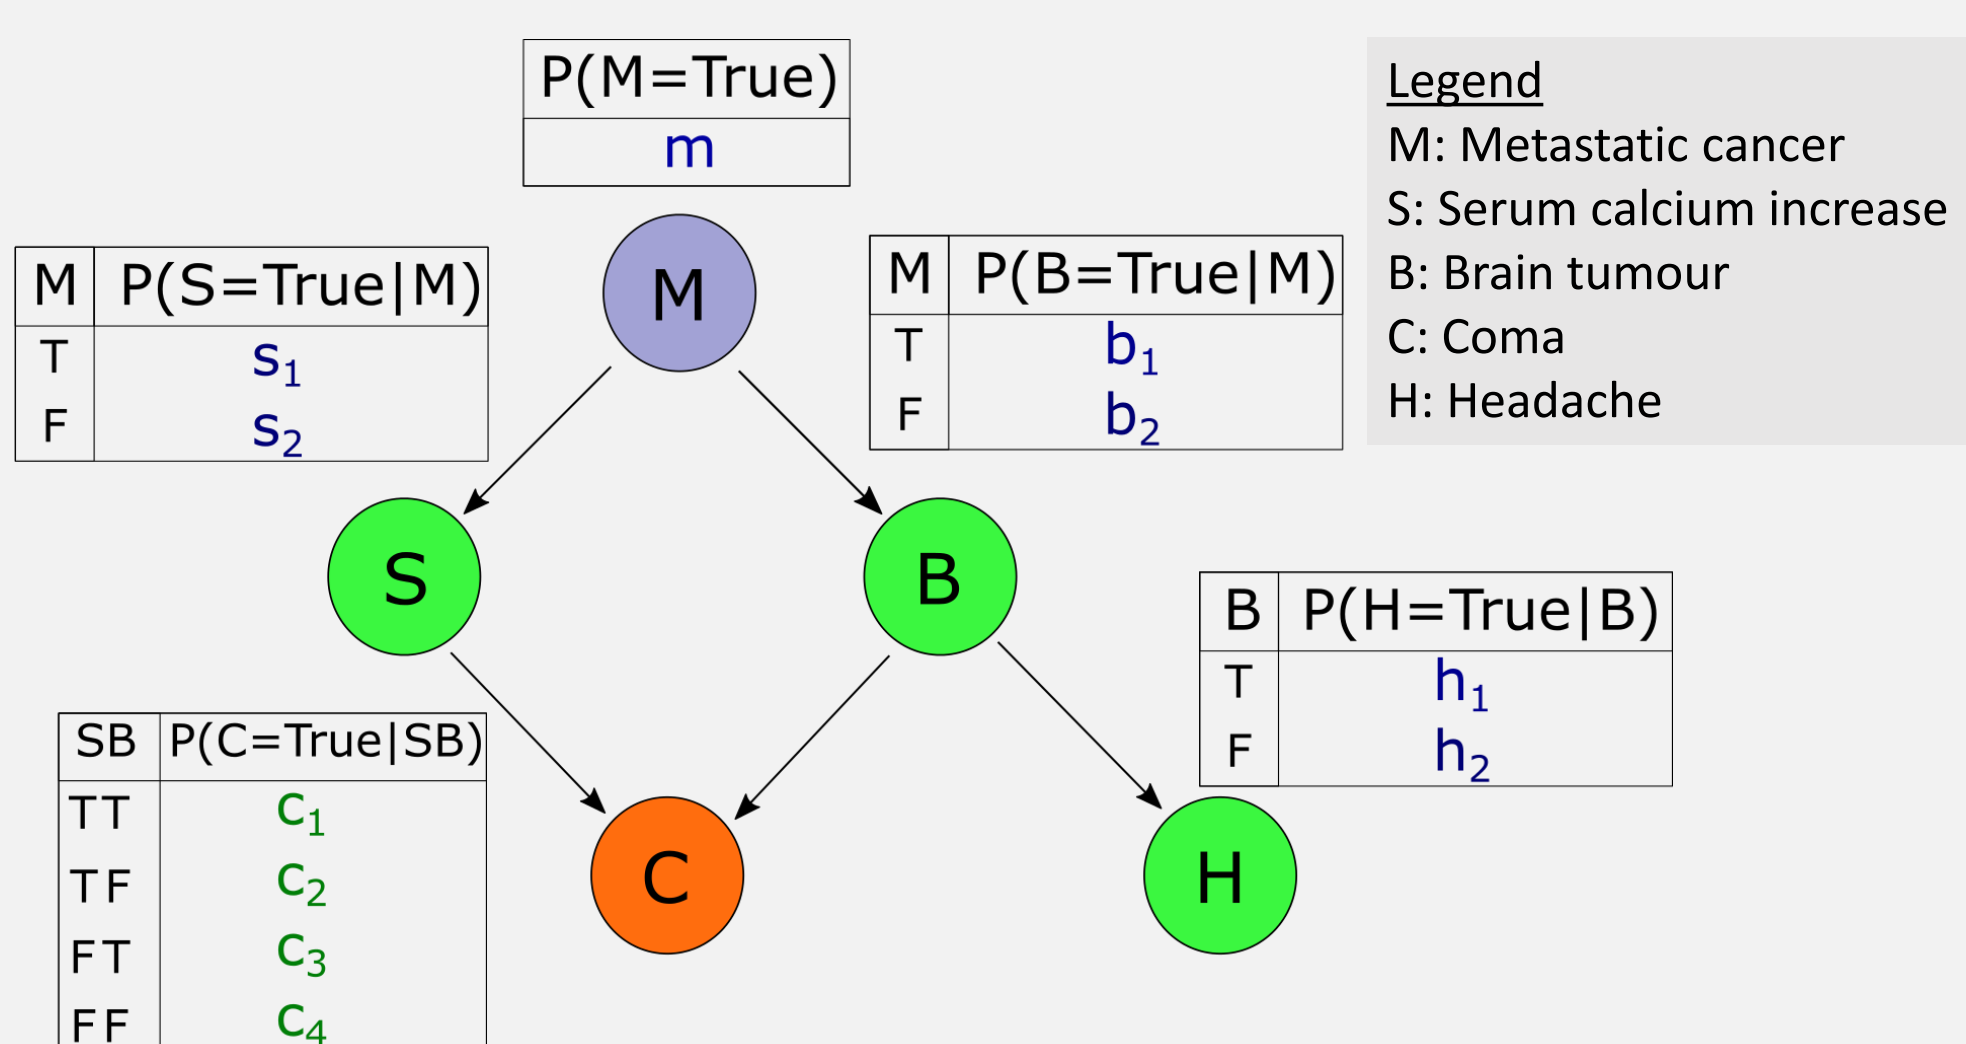 P(M=True)
m
Legend
M: Metastatic cancer
S: Serum calcium increase
B: Brain tumour
C: Coma
H: Headache
M P(S=True|M)
T s₁
F s₂
M
M P(B=True|M)
T b₁
F b₂
S
B
B P(H=True|B)
T h₁
F h₂
SB P(C=True|SB)
TT c₁
TF c₂
FT c₃
FF c₄
C
H